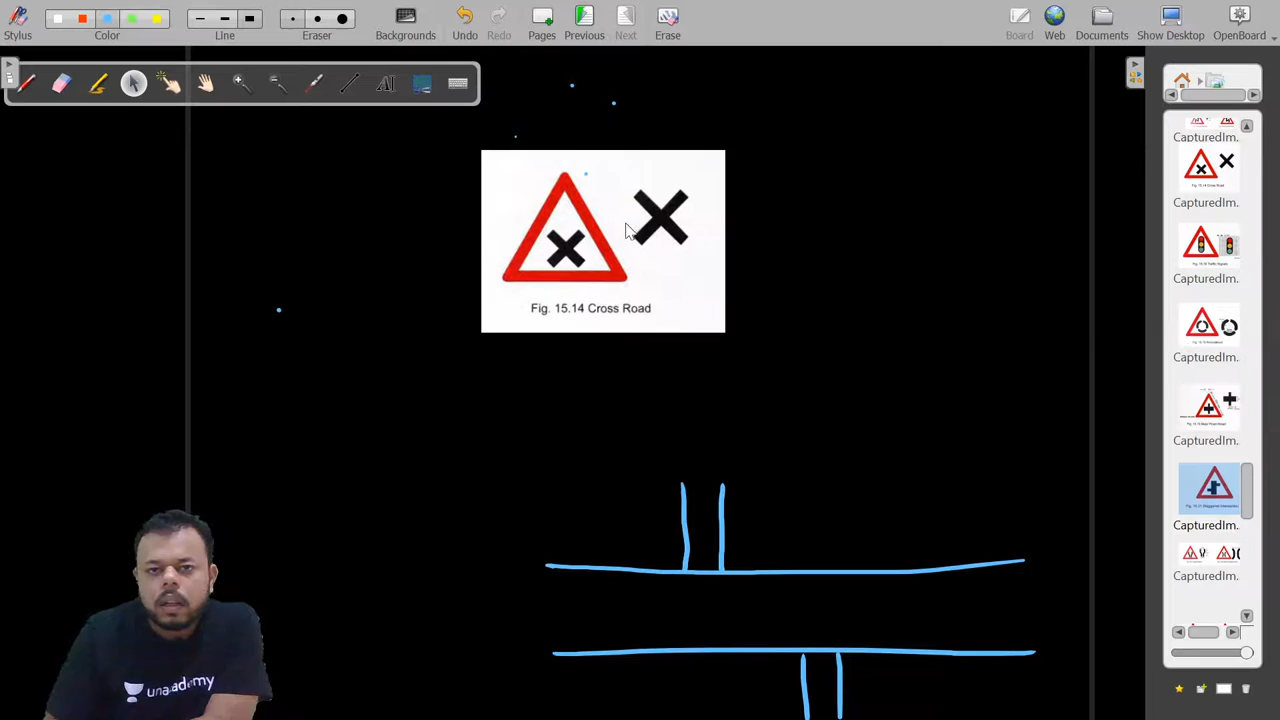 Stylus
Color
Line
Eraser
Backgrounds
Undo
Redo
Pages
Previous
Next
Erase
Board
Web
Documents
Show Desktop
OpenBoard
AI
Fig. 15.14 Cross Road
CapturedIm.
CapturedIm.
CapturedIm.
CapturedIm.
CapturedIm.
CapturedIm.
CapturedIm.
unacademy